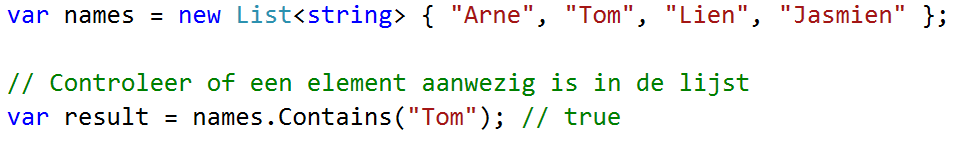 var names = new List<string> { "Arne", "Tom", "Lien", "Jasmien" };
// Controleer of een element aanwezig is in de lijst
var result = names.Contains("Tom"); // true